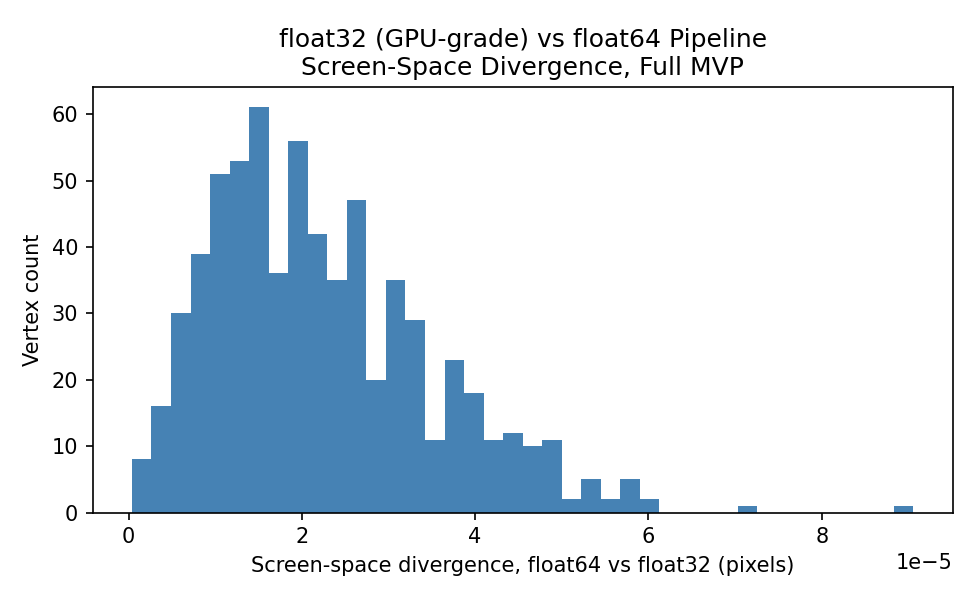 float32 (GPU-grade) vs float64 Pipeline
Screen-Space Divergence, Full MVP
Vertex count
60
50
40
30
20
10
0
0 2 4 6 8
1e−5
Screen-space divergence, float64 vs float32 (pixels)